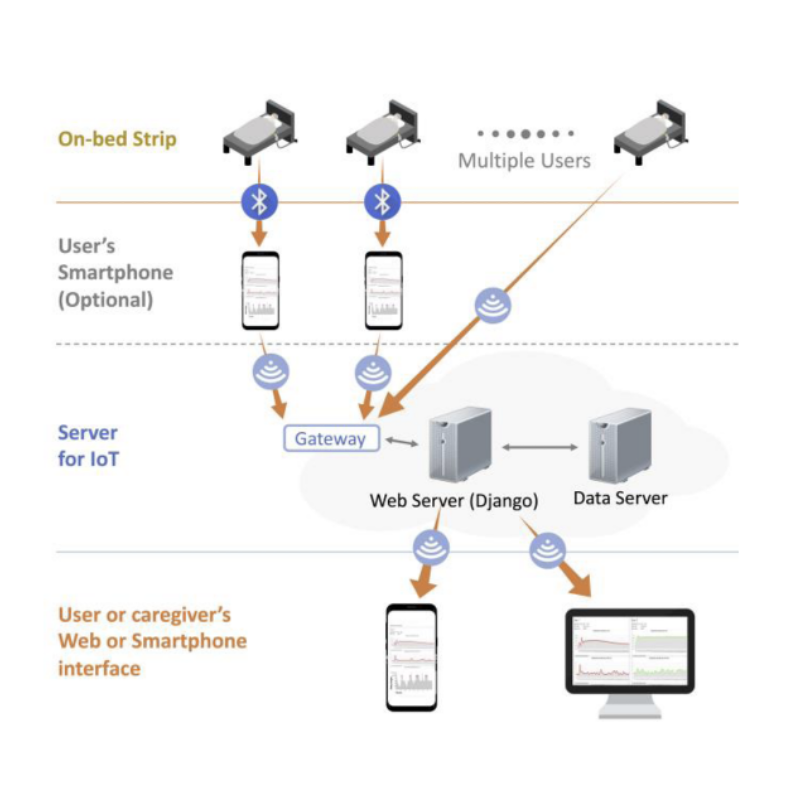 On-bed Strip
Multiple Users
User's
Smartphone
(Optional)
Gateway
Server
for IoT
Web Server (Django)
Data Server
User or caregiver's
Web or Smartphone
interface